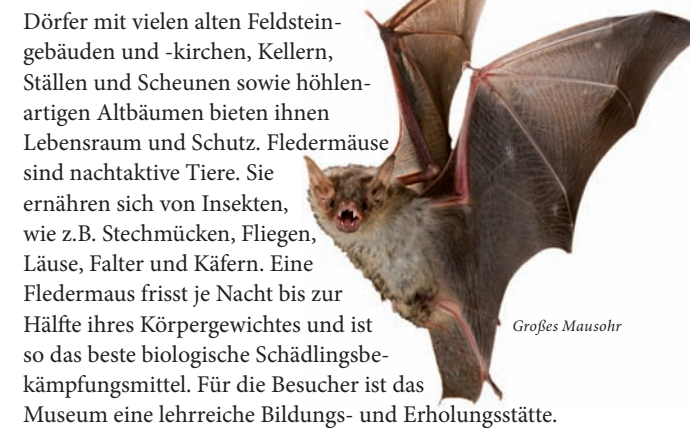 Dörfer mit vielen alten Feldstein-
gebäuden und -kirchen, Kellern,
Ställen und Scheunen sowie höhlen-
artigen Altbäumen bieten ihnen
Lebensraum und Schutz. Fledermäuse
sind nachtaktive Tiere. Sie
ernähren sich von Insekten,
wie z.B. Stechmücken, Fliegen,
Läuse, Falter und Käfern. Eine
Fledermaus frisst je Nacht bis zur
Hälfte ihres Körpergewichtes und ist
so das beste biologische Schädlingsbe-
kämpfungsmittel. Für die Besucher ist das
Museum eine lehrreiche Bildungs- und Erholungsstätte.
Großes Mausohr